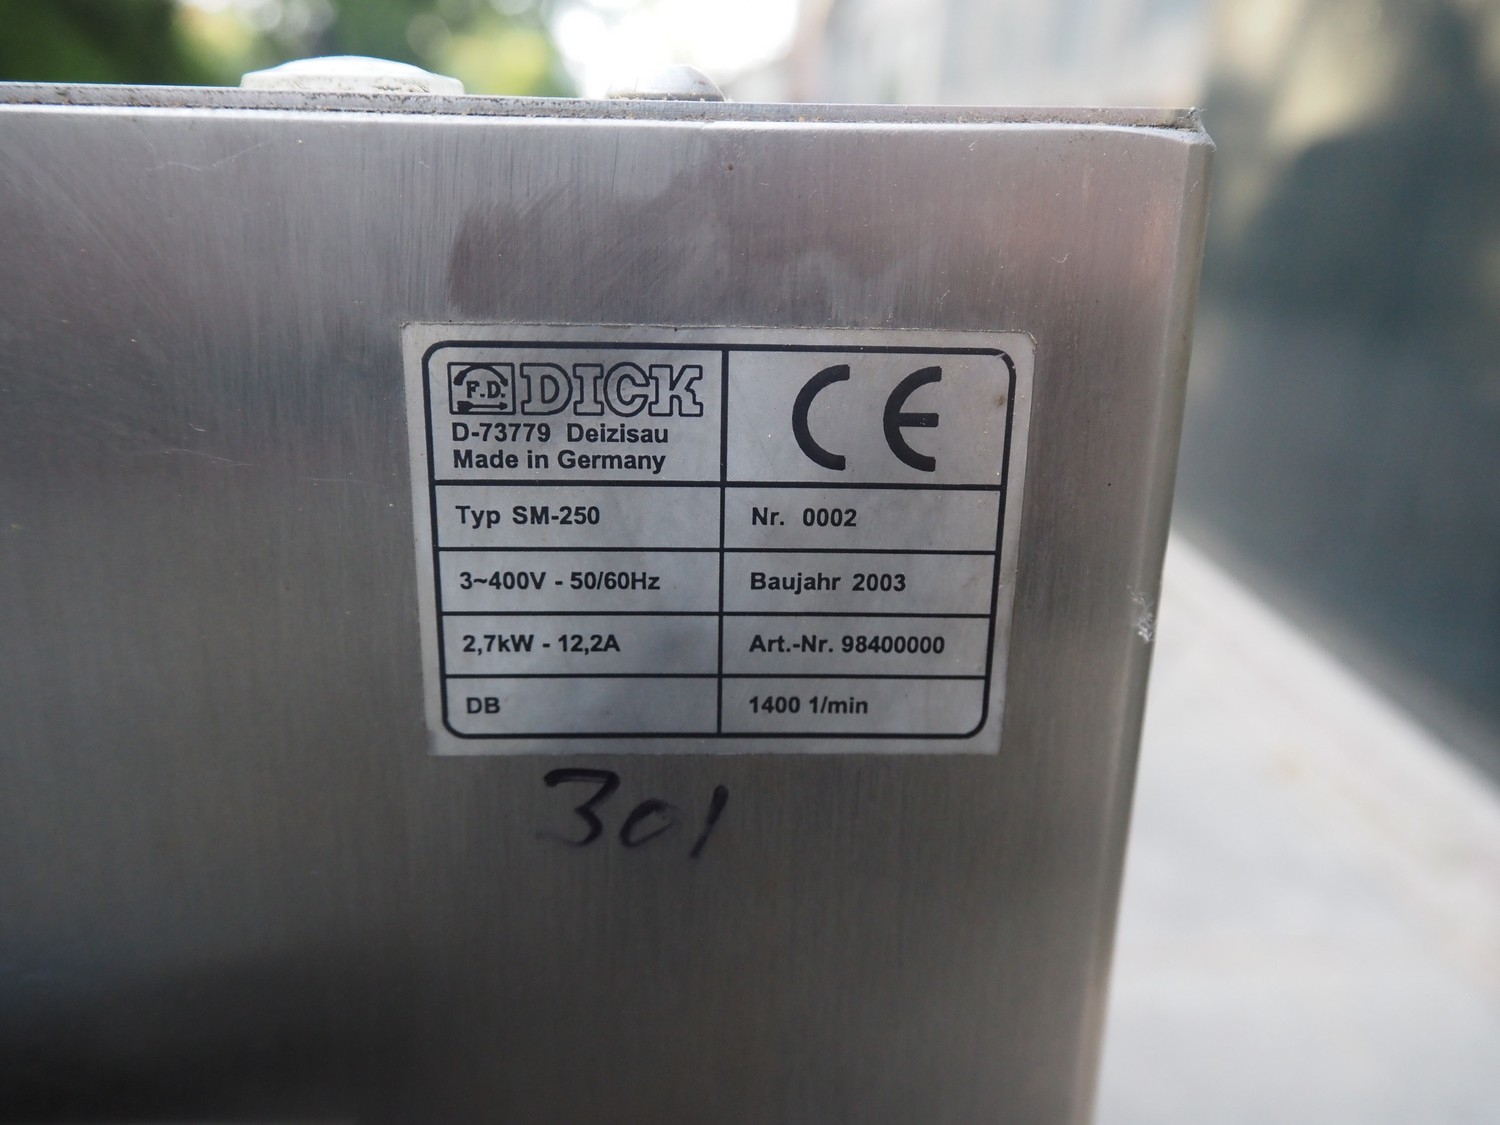 F.D. DICK
D-73779 Deizisau
Made in Germany
CE
Typ SM-250
Nr. 0002
3~400V - 50/60Hz
Baujahr 2003
2,7kW - 12,2A
Art.-Nr. 98400000
DB
1400 1/min
301